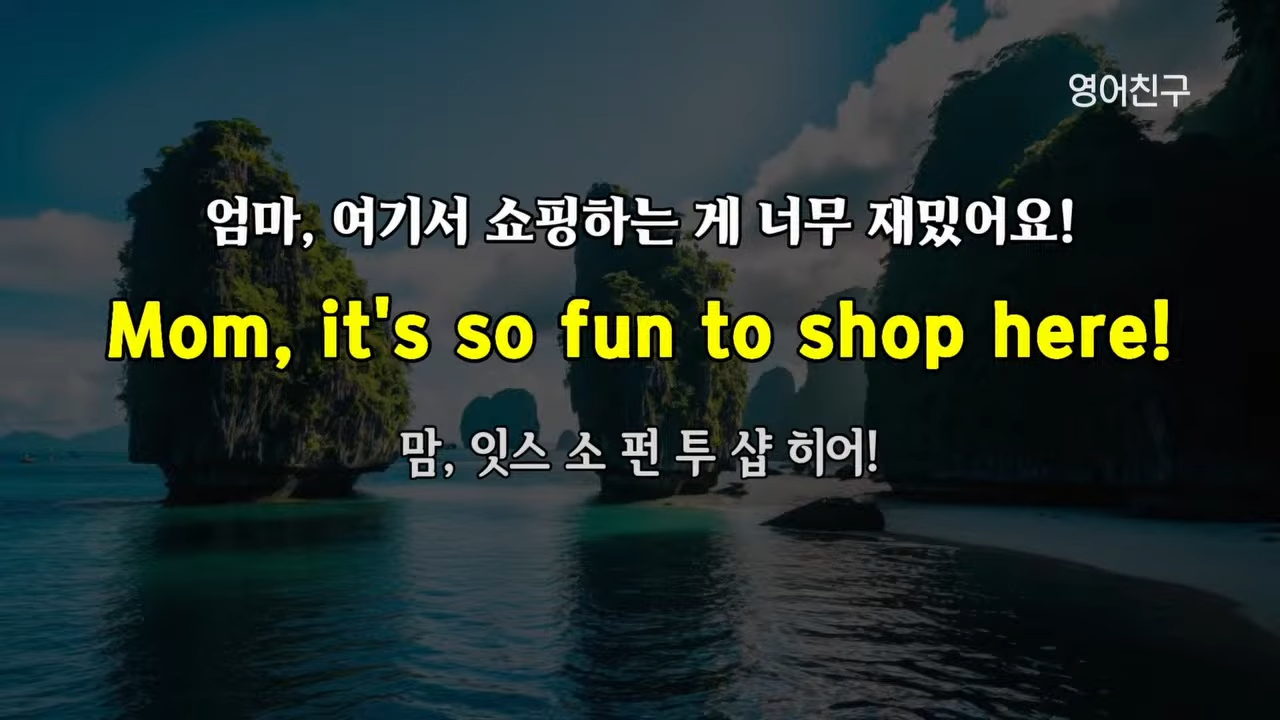 영어친구
엄마, 여기서 쇼핑하는 게 너무 재밌어요!
Mom, it's so fun to shop here!
맘, 잇스 소 펀 투 샵 히어!